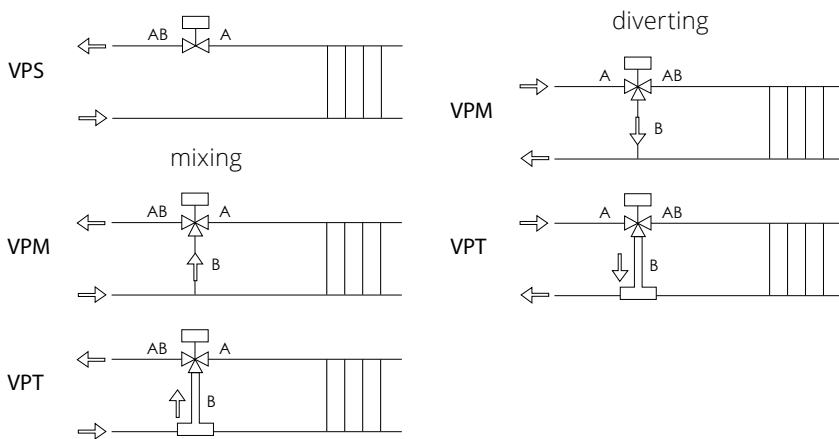 AB A
VPS
mixing
AB A
VPM
B
AB A
VPT
B
diverting
A AB
VPM
B
A AB
VPT
B